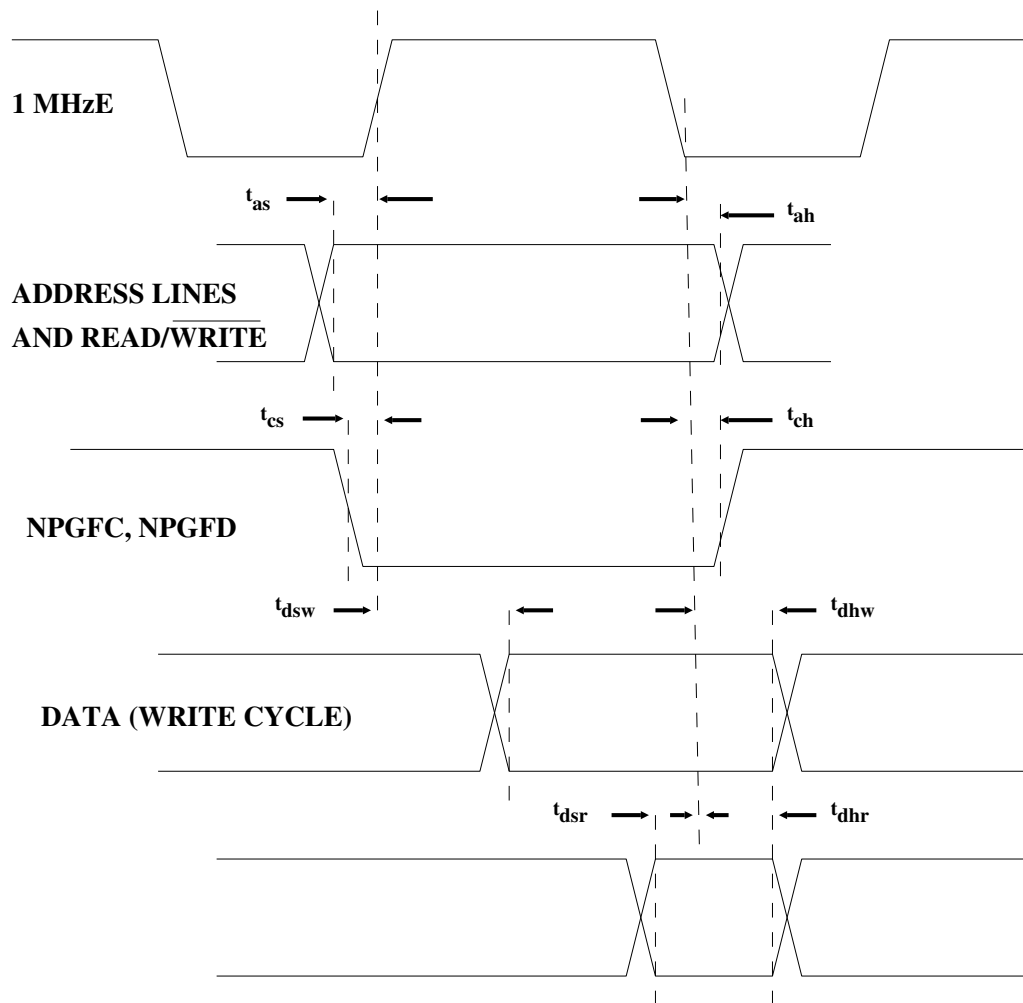 1 MHzE
tas
tah
ADDRESS LINES
AND READ/WRITE
tcs
tch
NPGFC, NPGFD
tdsw
tdhw
DATA (WRITE CYCLE)
tdsr
tdhr